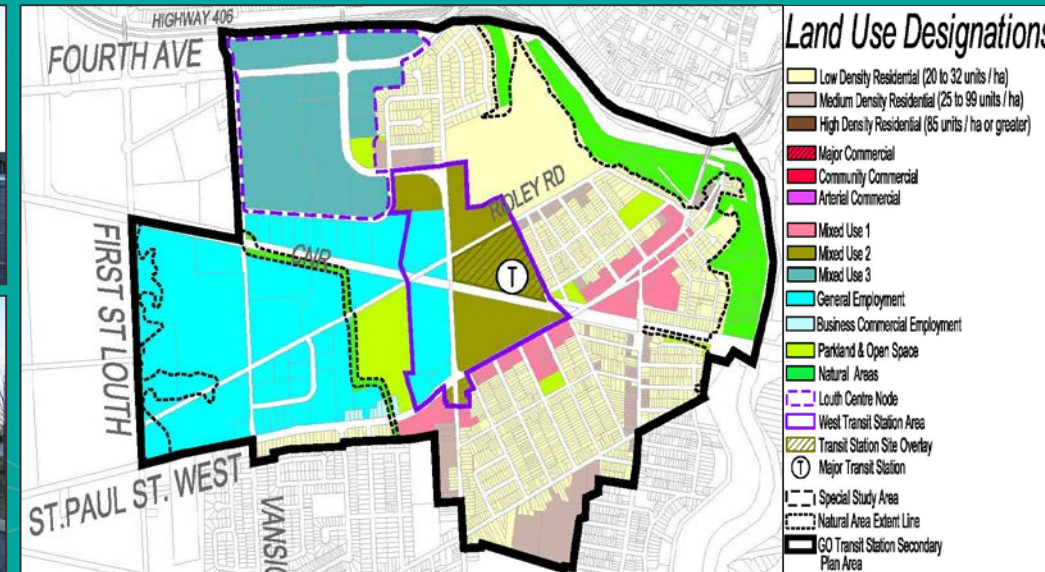 HIGHWAY 406
FOURTH AVE
RIDLEY RD
CNR
T
FIRST ST LOUTH
ST.PAUL ST. WEST
Land Use Designations
Low Density Residential (20 to 32 units / ha)
Medium Density Residential (25 to 99 units / ha)
High Density Residential (85 units / ha or greater)
Major Commercial
Community Commercial
Arterial Commercial
Mixed Use 1
Mixed Use 2
Mixed Use 3
General Employment
Business Commercial Employment
Parkland & Open Space
Natural Areas
Louth Centre Node
West Transit Station Area
Transit Station Site Overlay
T Major Transit Station
Special Study Area
Natural Area Extent Line
GO Transit Station Secondary
Plan Area